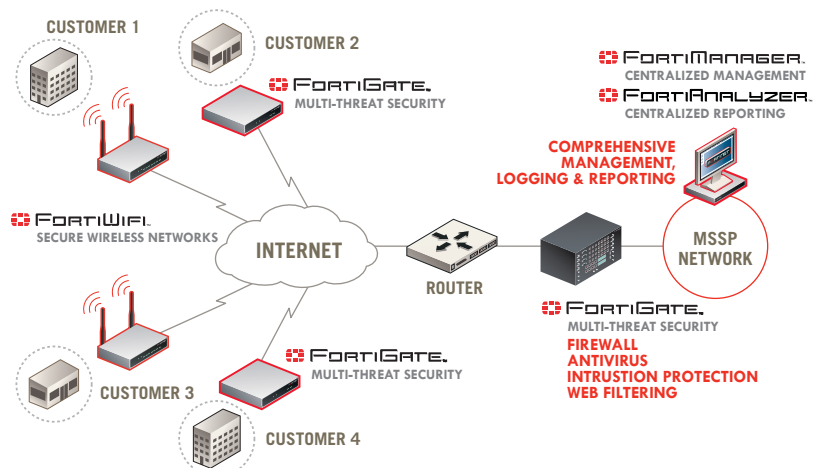 CUSTOMER 1
CUSTOMER 2
FORTIGATE.
MULTI-THREAT SECURITY
FORTIMANAGER.
CENTRALIZED MANAGEMENT
FORTIANALYZER.
CENTRALIZED REPORTING
COMPREHENSIVE
MANAGEMENT,
LOGGING & REPORTING
FORTIWIFI.
SECURE WIRELESS NETWORKS
INTERNET
ROUTER
MSSP
NETWORK
FORTIGATE.
MULTI-THREAT SECURITY
FIREWALL
ANTIVIRUS
INTRUSTION PROTECTION
WEB FILTERING
FORTIGATE.
MULTI-THREAT SECURITY
CUSTOMER 3
CUSTOMER 4